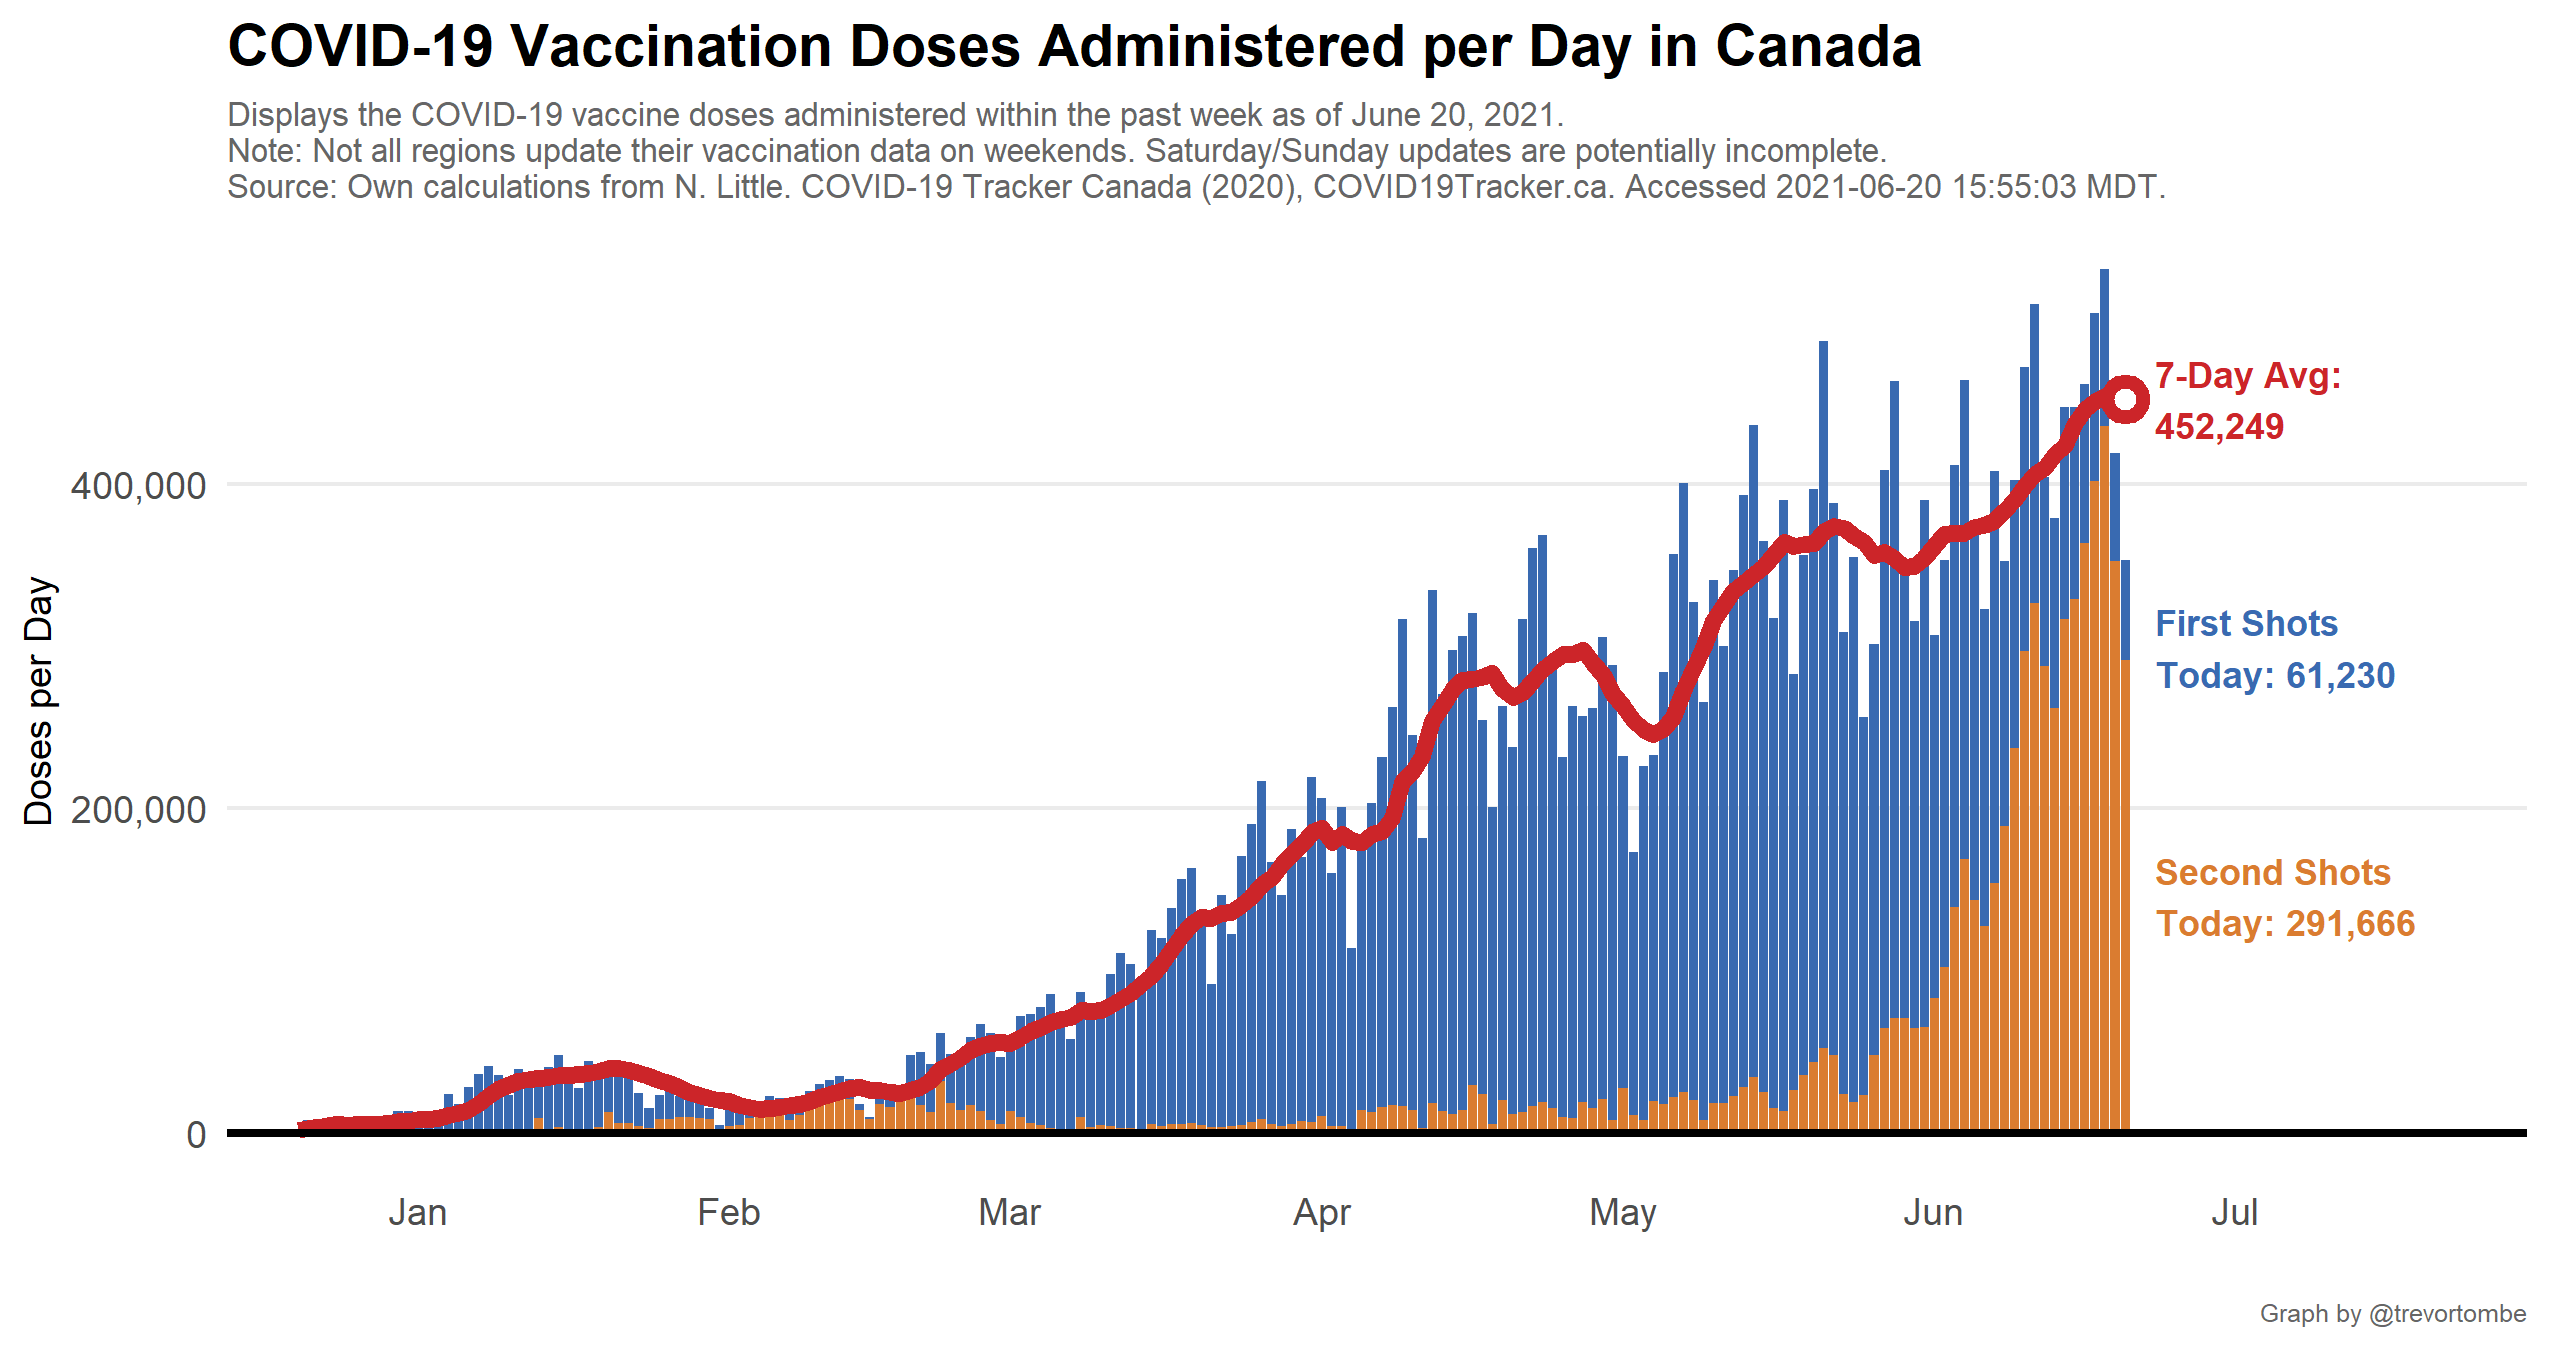 COVID-19 Vaccination Doses Administered per Day in Canada
Displays the COVID-19 vaccine doses administered within the past week as of June 20, 2021.
Note: Not all regions update their vaccination data on weekends. Saturday/Sunday updates are potentially incomplete.
Source: Own calculations from N. Little. COVID-19 Tracker Canada (2020), COVID19Tracker.ca. Accessed 2021-06-20 15:55:03 MDT.
7-Day Avg:
452,249
400,000
First Shots
Today: 61,230
Doses per Day
200,000
Second Shots
Today: 291,666
0
Jan Feb Mar Apr May Jun Jul
Graph by @trevortombe